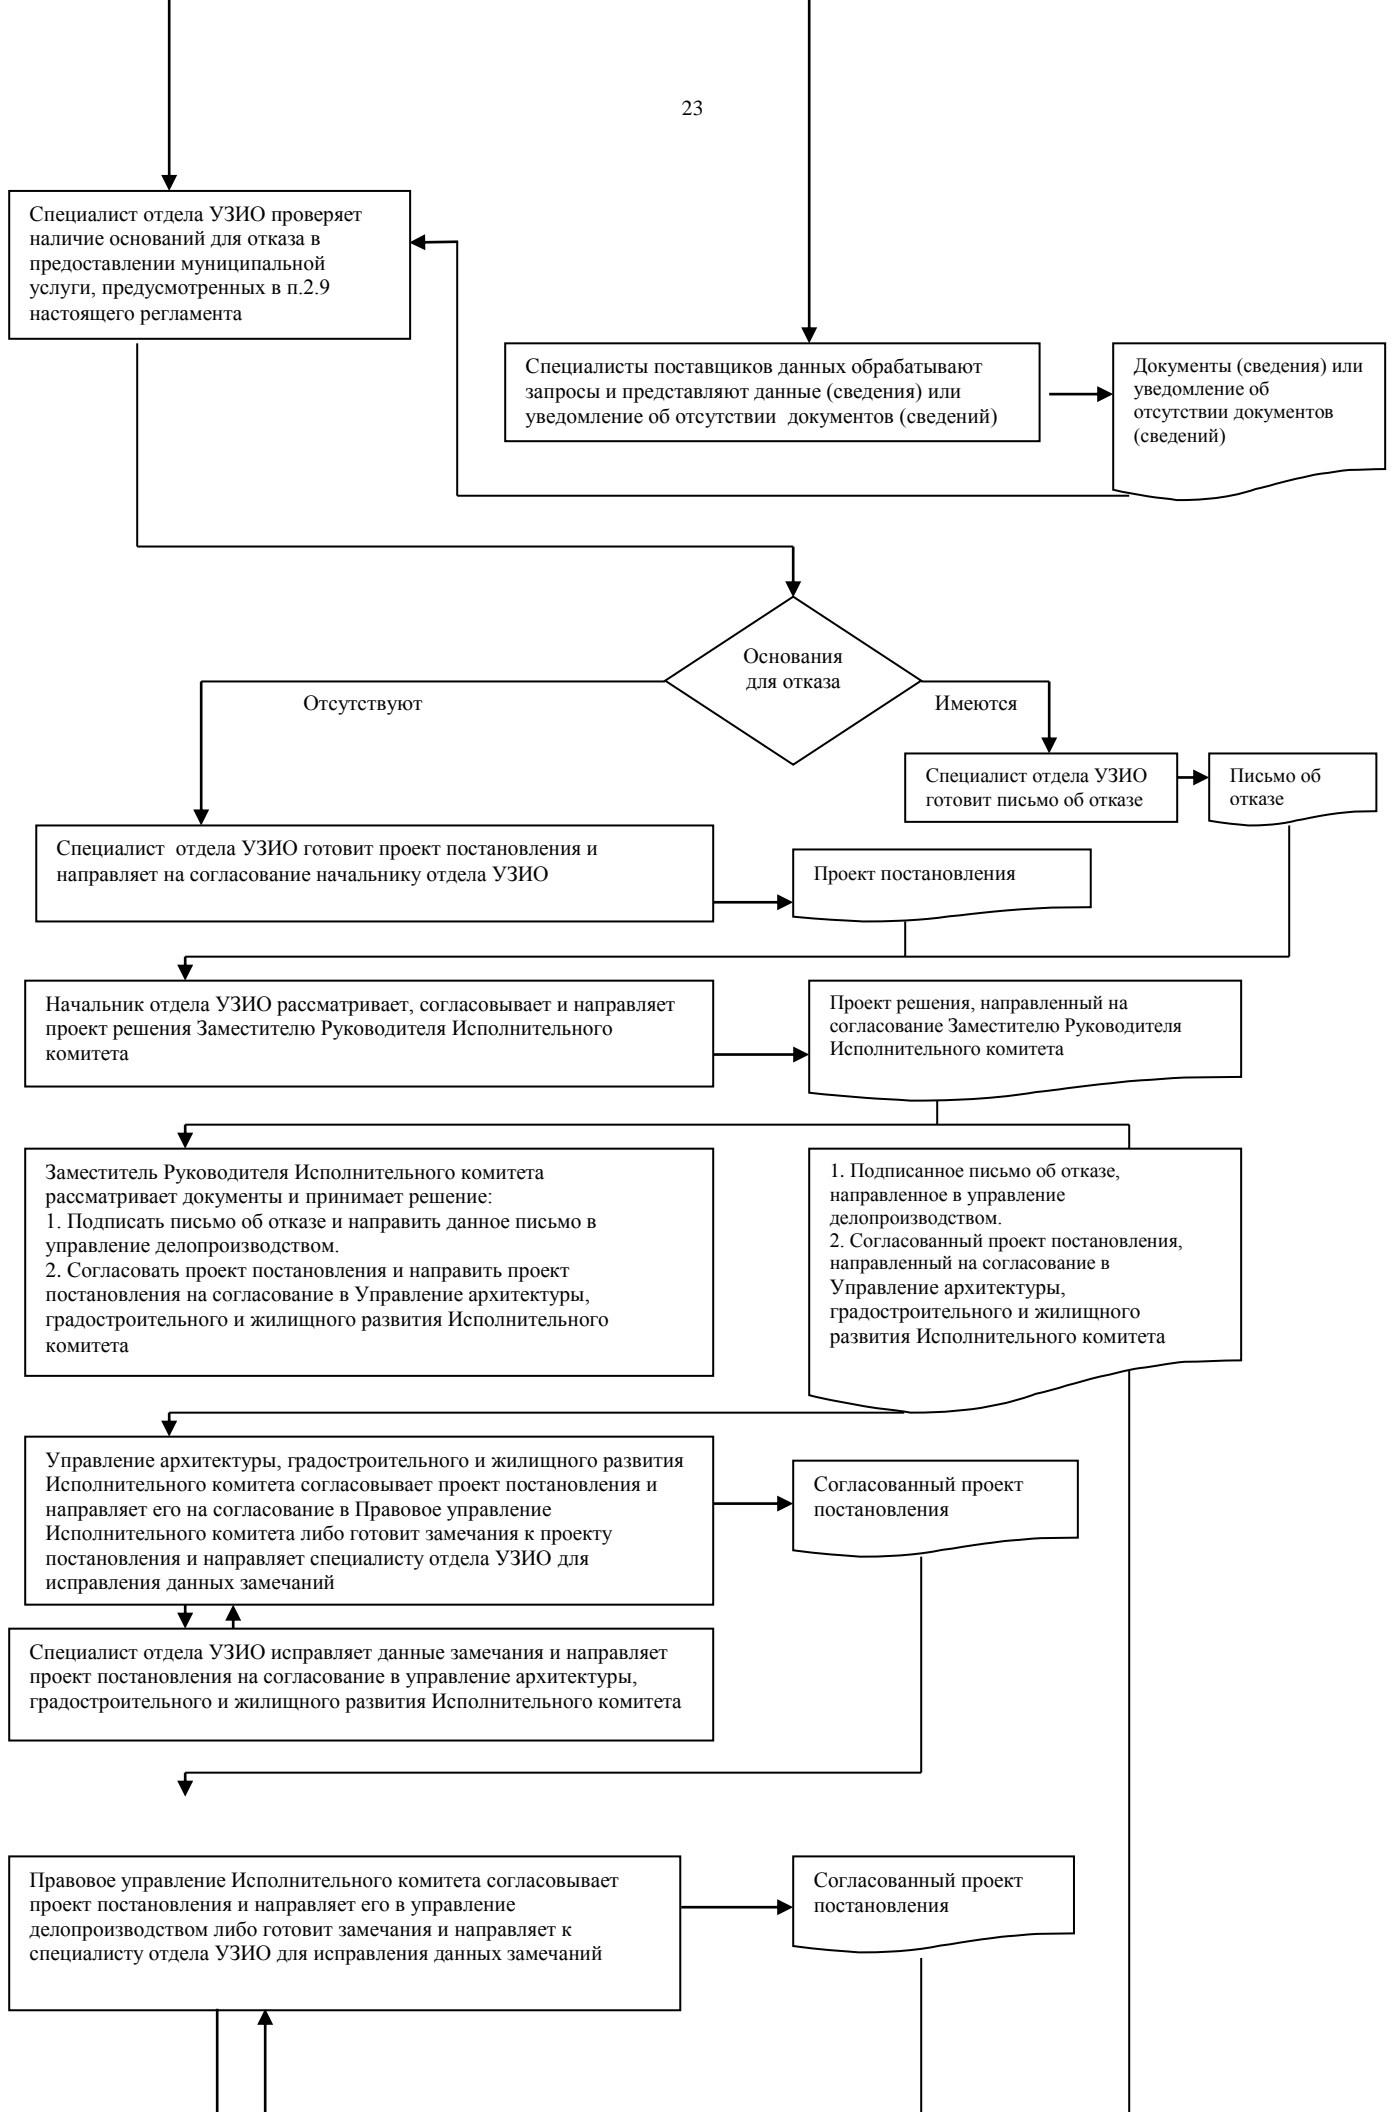 23
Специалист отдела УЗИО проверяет
наличие оснований для отказа в
предоставлении муниципальной
услуги, предусмотренных в п.2.9
настоящего регламента
Специалисты поставщиков данных обрабатывают
запросы и представляют данные (сведения) или
уведомление об отсутствии документов (сведений)
Документы (сведения) или
уведомление об
отсутствии документов
(сведений)
Основания
для отказа
Отсутствуют
Имеются
Специалист отдела УЗИО
готовит письмо об отказе
Письмо об
отказе
Специалист отдела УЗИО готовит проект постановления и
направляет на согласование начальнику отдела УЗИО
Проект постановления
Начальник отдела УЗИО рассматривает, согласовывает и направляет
проект решения Заместителю Руководителя Исполнительного
комитета
Проект решения, направленный на
согласование Заместителю Руководителя
Исполнительного комитета
Заместитель Руководителя Исполнительного комитета
рассматривает документы и принимает решение:
1. Подписать письмо об отказе и направить данное письмо в
управление делопроизводством.
2. Согласовать проект постановления и направить проект
постановления на согласование в Управление архитектуры,
градостроительного и жилищного развития Исполнительного
комитета
1. Подписанное письмо об отказе,
направленное в управление
делопроизводством.
2. Согласованный проект постановления,
направленный на согласование в
Управление архитектуры,
градостроительного и жилищного
развития Исполнительного комитета
Управление архитектуры, градостроительного и жилищного развития
Исполнительного комитета согласовывает проект постановления и
направляет его на согласование в Правовое управление
Исполнительного комитета либо готовит замечания к проекту
постановления и направляет специалисту отдела УЗИО для
исправления данных замечаний
Согласованный проект
постановления
Специалист отдела УЗИО исправляет данные замечания и направляет
проект постановления на согласование в управление архитектуры,
градостроительного и жилищного развития Исполнительного комитета
Правовое управление Исполнительного комитета согласовывает
проект постановления и направляет его в управление
делопроизводством либо готовит замечания и направляет к
специалисту отдела УЗИО для исправления данных замечаний
Согласованный проект
постановления